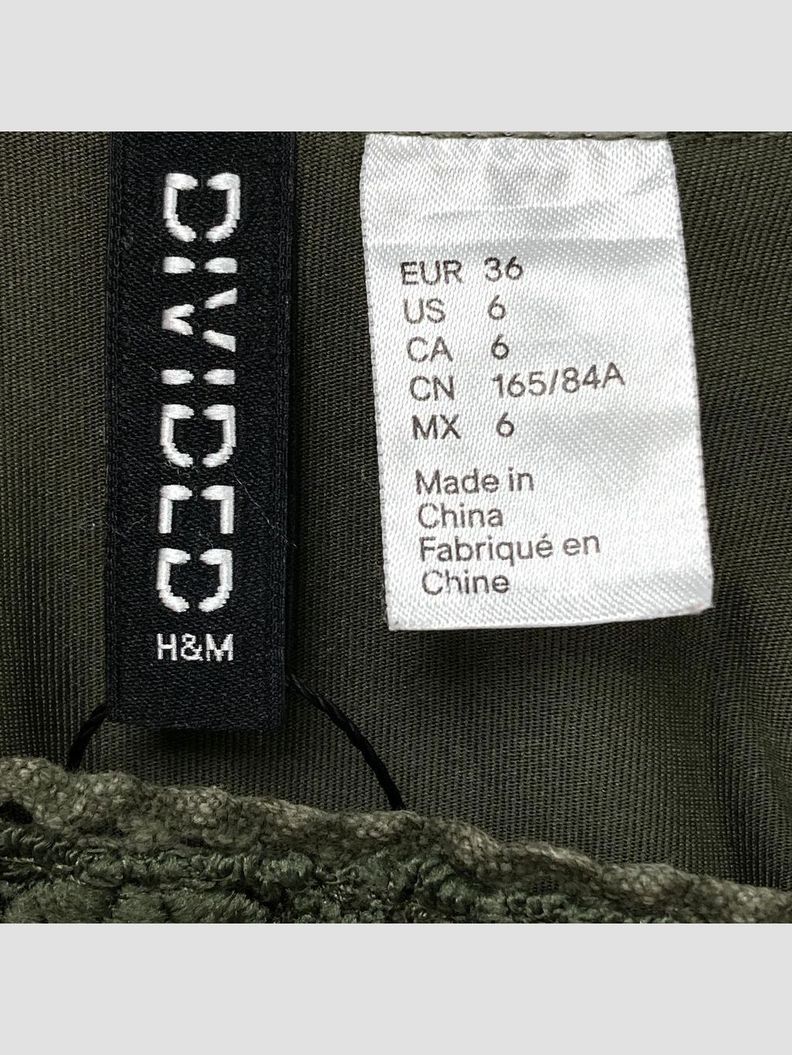 DIVIDED
H&M
EUR 36
US 6
CA 6
CN 165/84A
MX 6
Made in
China
Fabriqué en
Chine